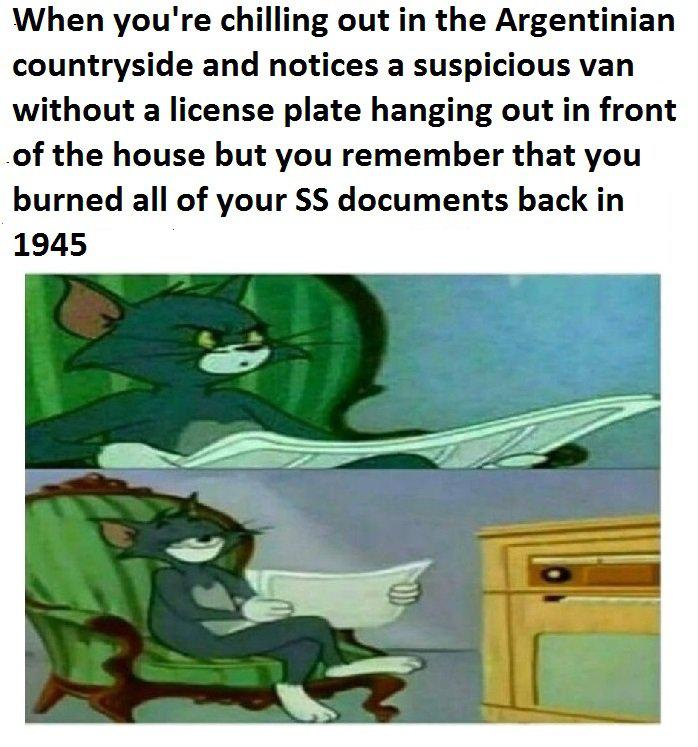 When you're chilling out in the Argentinian
countryside and notices a suspicious van
without a license plate hanging out in front
of the house but you remember that you
burned all of your SS documents back in
1945